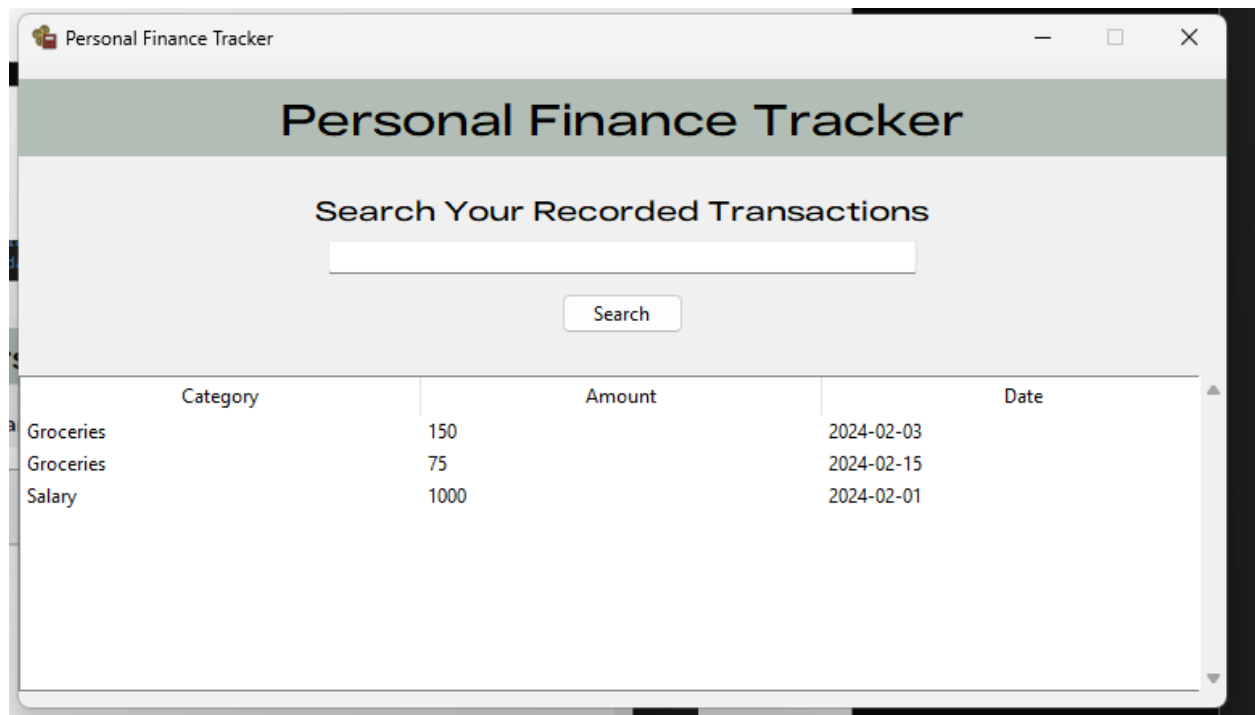 Personal Finance Tracker
Personal Finance Tracker
Search Your Recorded Transactions
Search
Category Amount Date
Groceries 150 2024-02-03
Groceries 75 2024-02-15
Salary 1000 2024-02-01